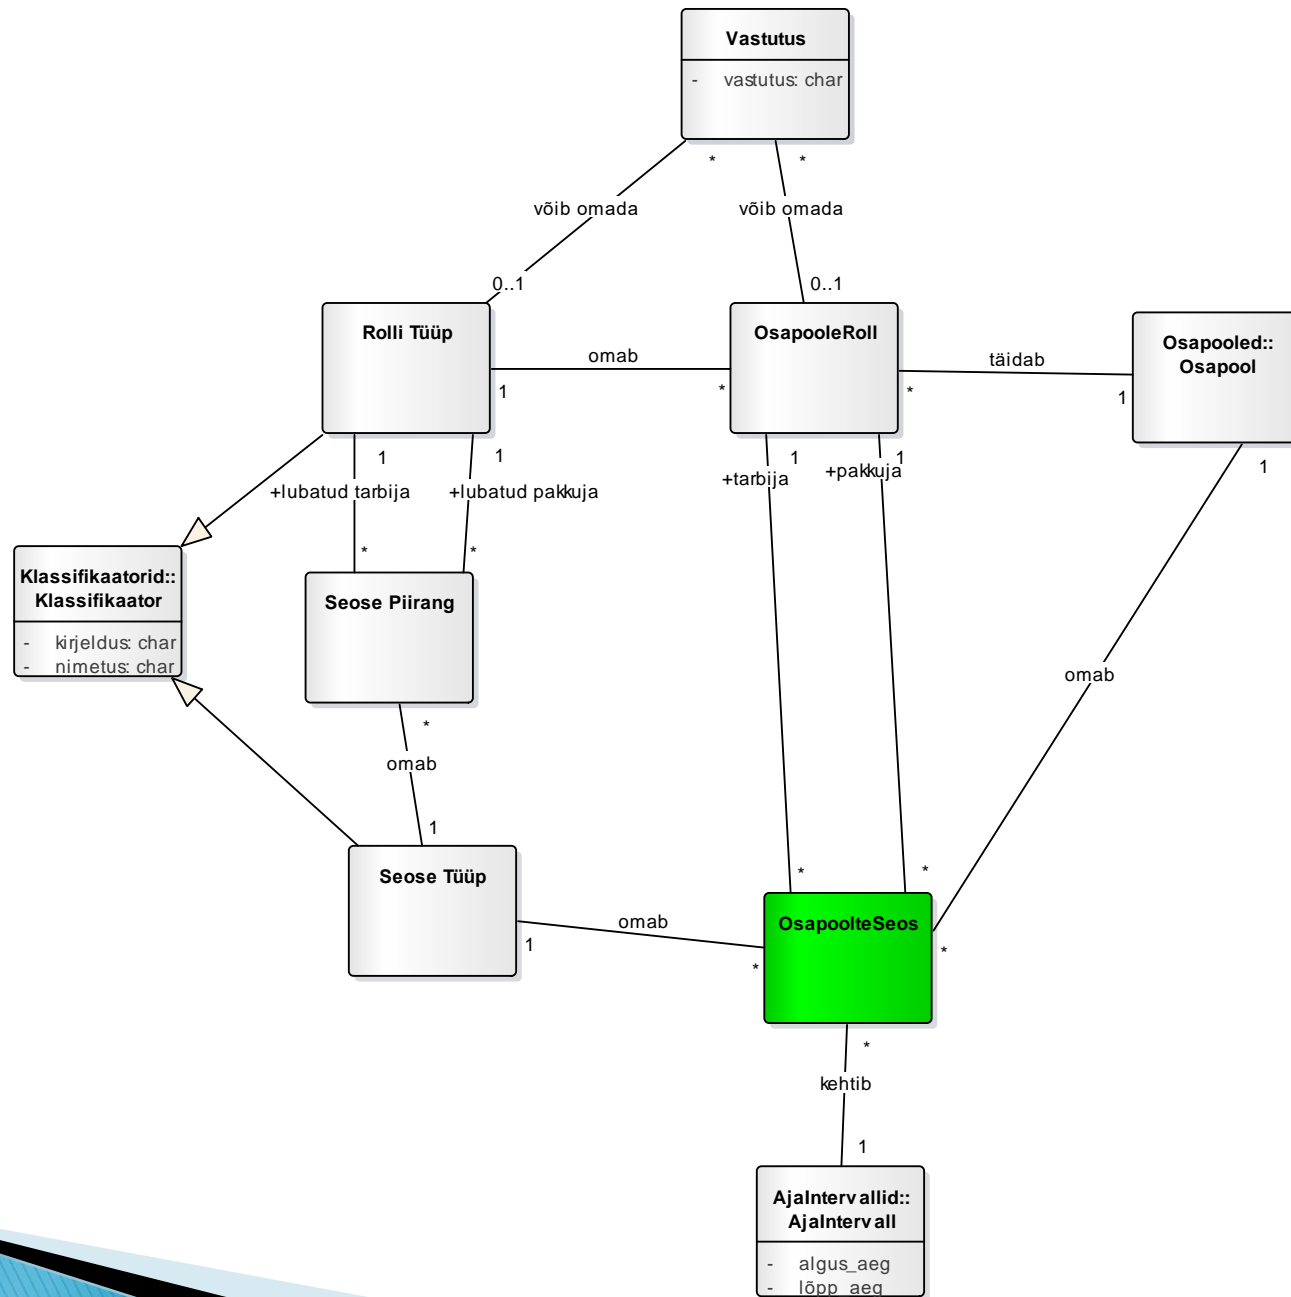 Vastutus
- vastutus: char
* *
võib omada võib omada
0..1 0..1
Rolli Tüüp
OsapooleRoll
Osapooled::
Osapool
omab
täidab
1 * * 1
1 1 1 1 1
+lubatud tarbija +lubatud pakkuja +tarbija +pakkuja
* *
Klassifikaatorid::
Klassifikaator
- kirjeldus: char
- nimetus: char
Seose Piirang
*
omab
omab
1
Seose Tüüp
* *
OsapoolteSeos
omab
1 * *
*
kehtib
1
AjaIntervallid::
AjaIntervall
- algus_aeg
- lõpp_aeg